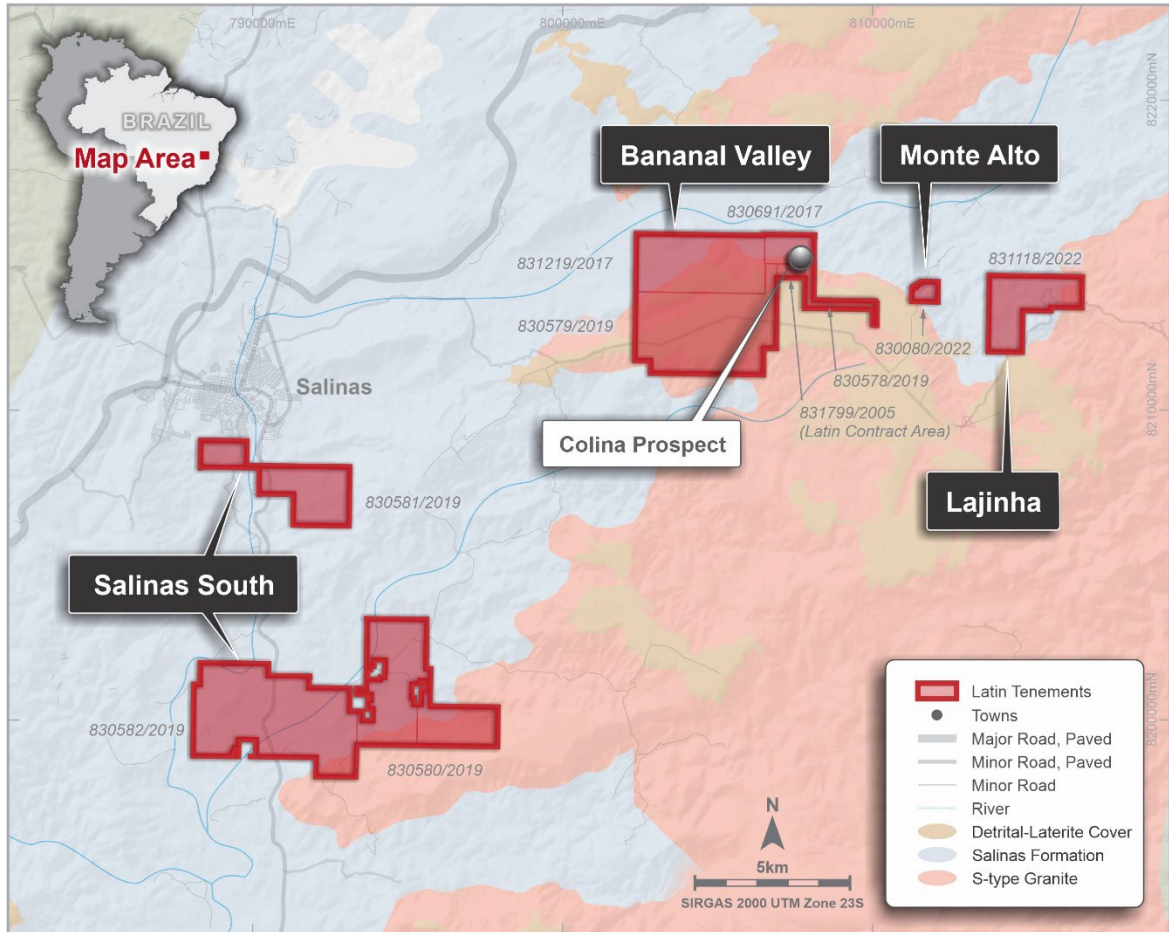 790000mE
800000mE
810000mE
8220000mN
BRAZIL
Map Area
Bananal Valley
Monte Alto
830691/2017
831219/2017
831118/2022
830579/2019
830080/2022
830578/2019
Salinas
831799/2005
(Latin Contract Area)
8210000mN
Colina Prospect
830581/2019
Lajinha
Salinas South
830582/2019
830580/2019
8200000mN
N
5km
SIRGAS 2000 UTM Zone 23S
Latin Tenements
Towns
Major Road, Paved
Minor Road, Paved
Minor Road
River
Detrital-Laterite Cover
Salinas Formation
S-type Granite